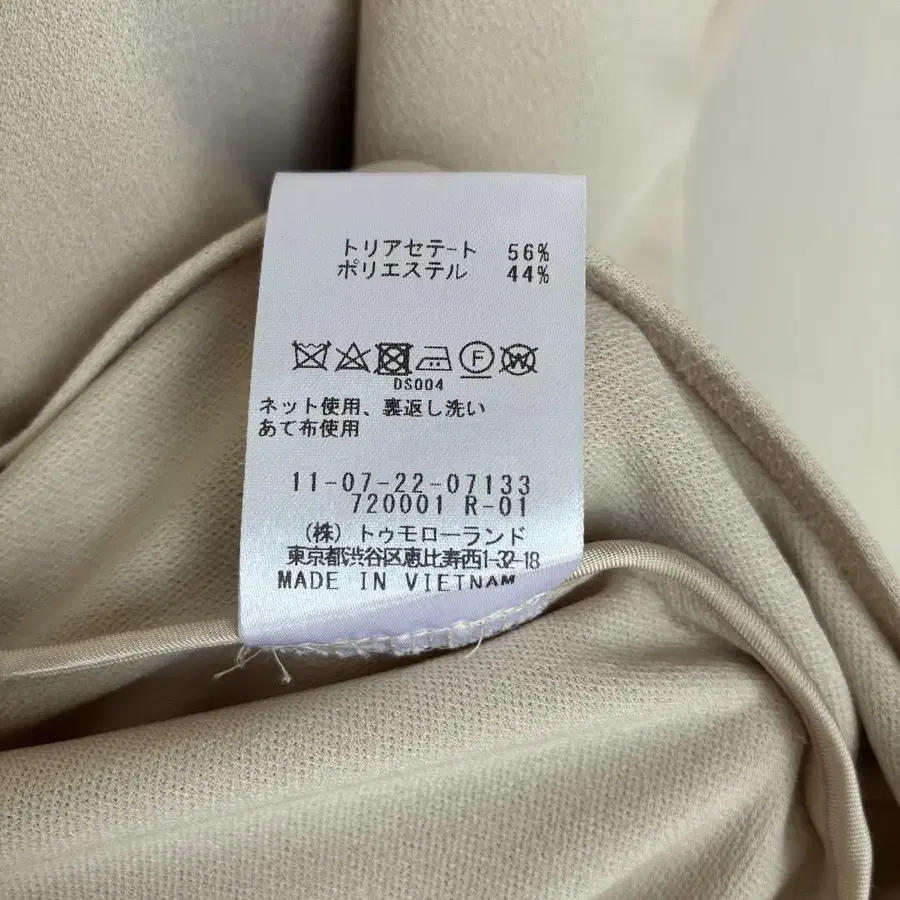 トリアセテート 56%
ポリエステル 44%
F W
DS004
ネット使用、裏返し洗い
あて布使用
11-07-22-07133
720001 R-01
(株) トゥモローランド
東京都渋谷区恵比寿西1-32-18
MADE IN VIETNAM